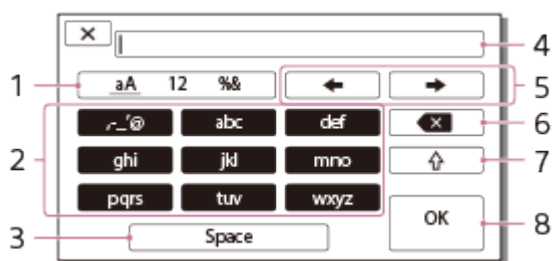 4
1 aA 12 %& 5
.-_'@ abc def 6
2 ghi jkl mno 7
pqrs tuv wxyz
OK 8
3 Space